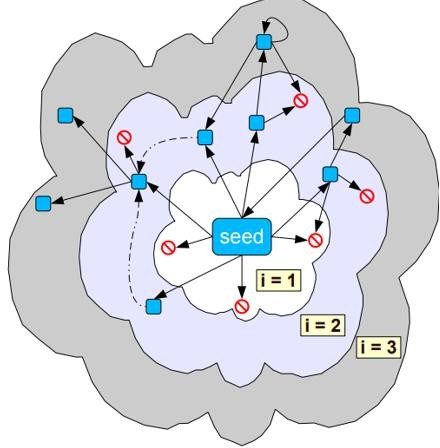 seed
i = 1
i = 2
i = 3